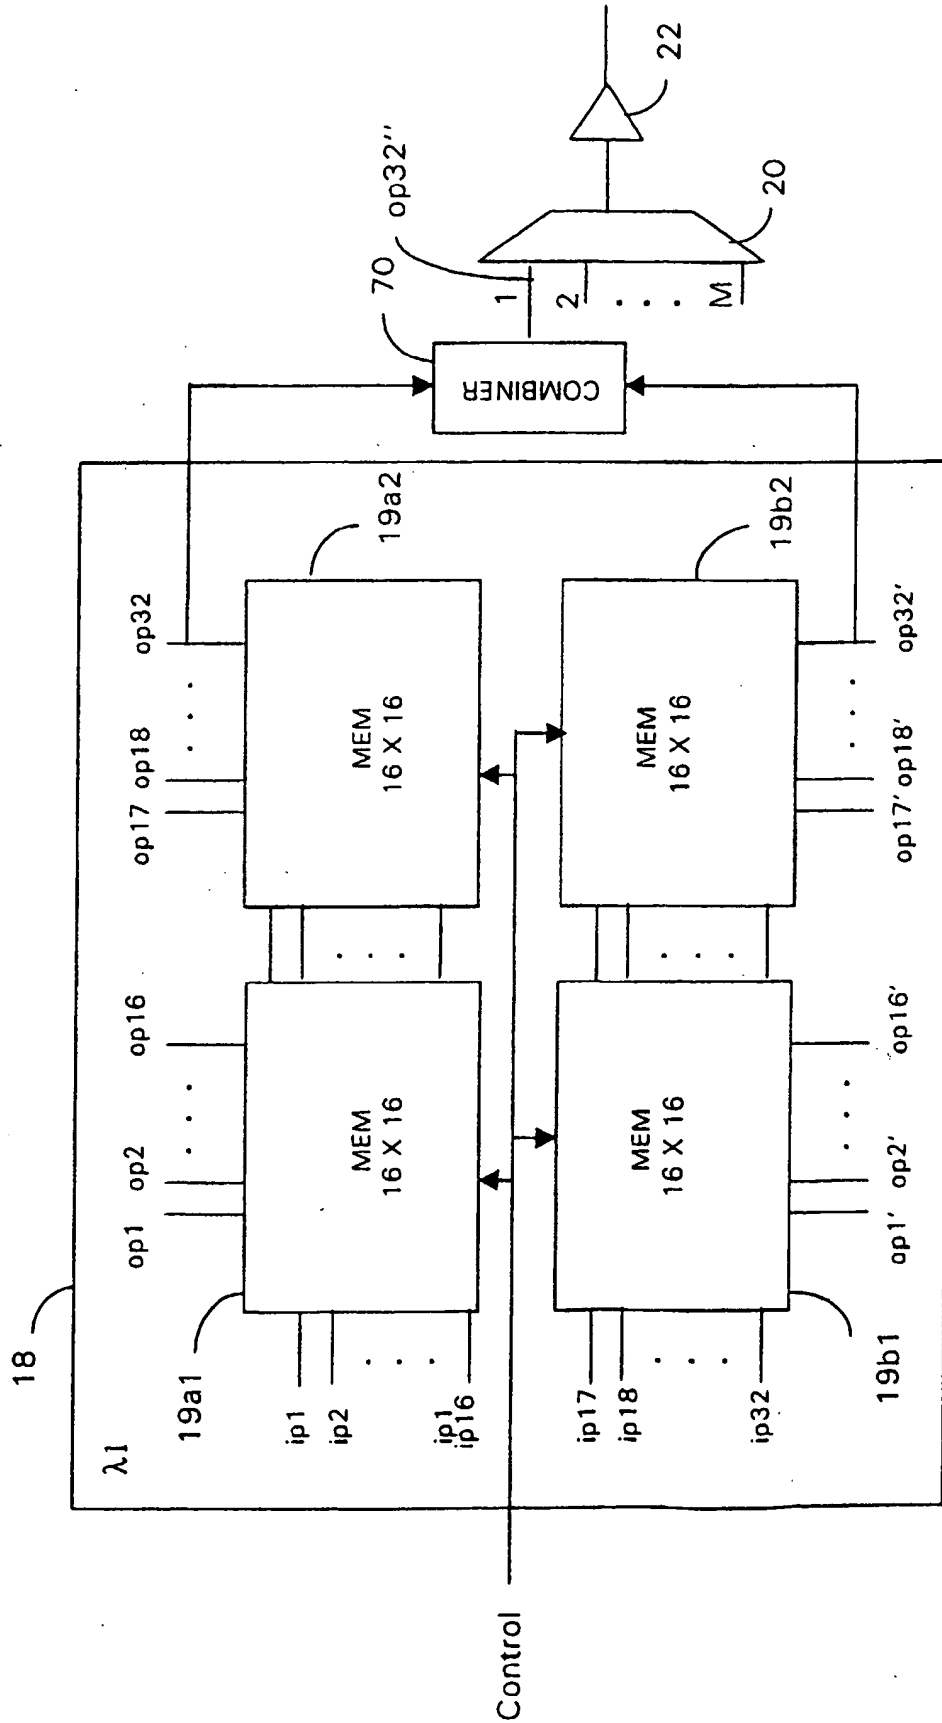 18
λ1
19a1
op1
op2
. . .
op16
op17
op18
. . .
op32
19a2
ip1
ip2
. . .
ip1
ip16
MEM
16 X 16
. . .
MEM
16 X 16
Control
ip17
ip18
. . .
ip32
MEM
16 X 16
. . .
MEM
16 X 16
19b1
op1′
op2′
. . .
op16′
op17′
op18′
. . .
op32′
19b2
70
COMBINER
op32′′
1
2
. . .
M
20
22